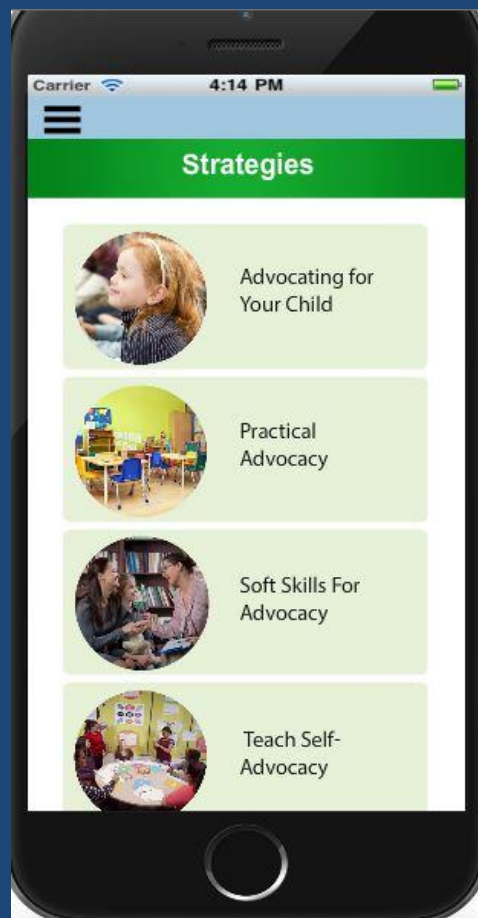 Carrier 4:14 PM
Strategies
Advocating for
Your Child
Practical
Advocacy
Soft Skills For
Advocacy
Teach Self-
Advocacy